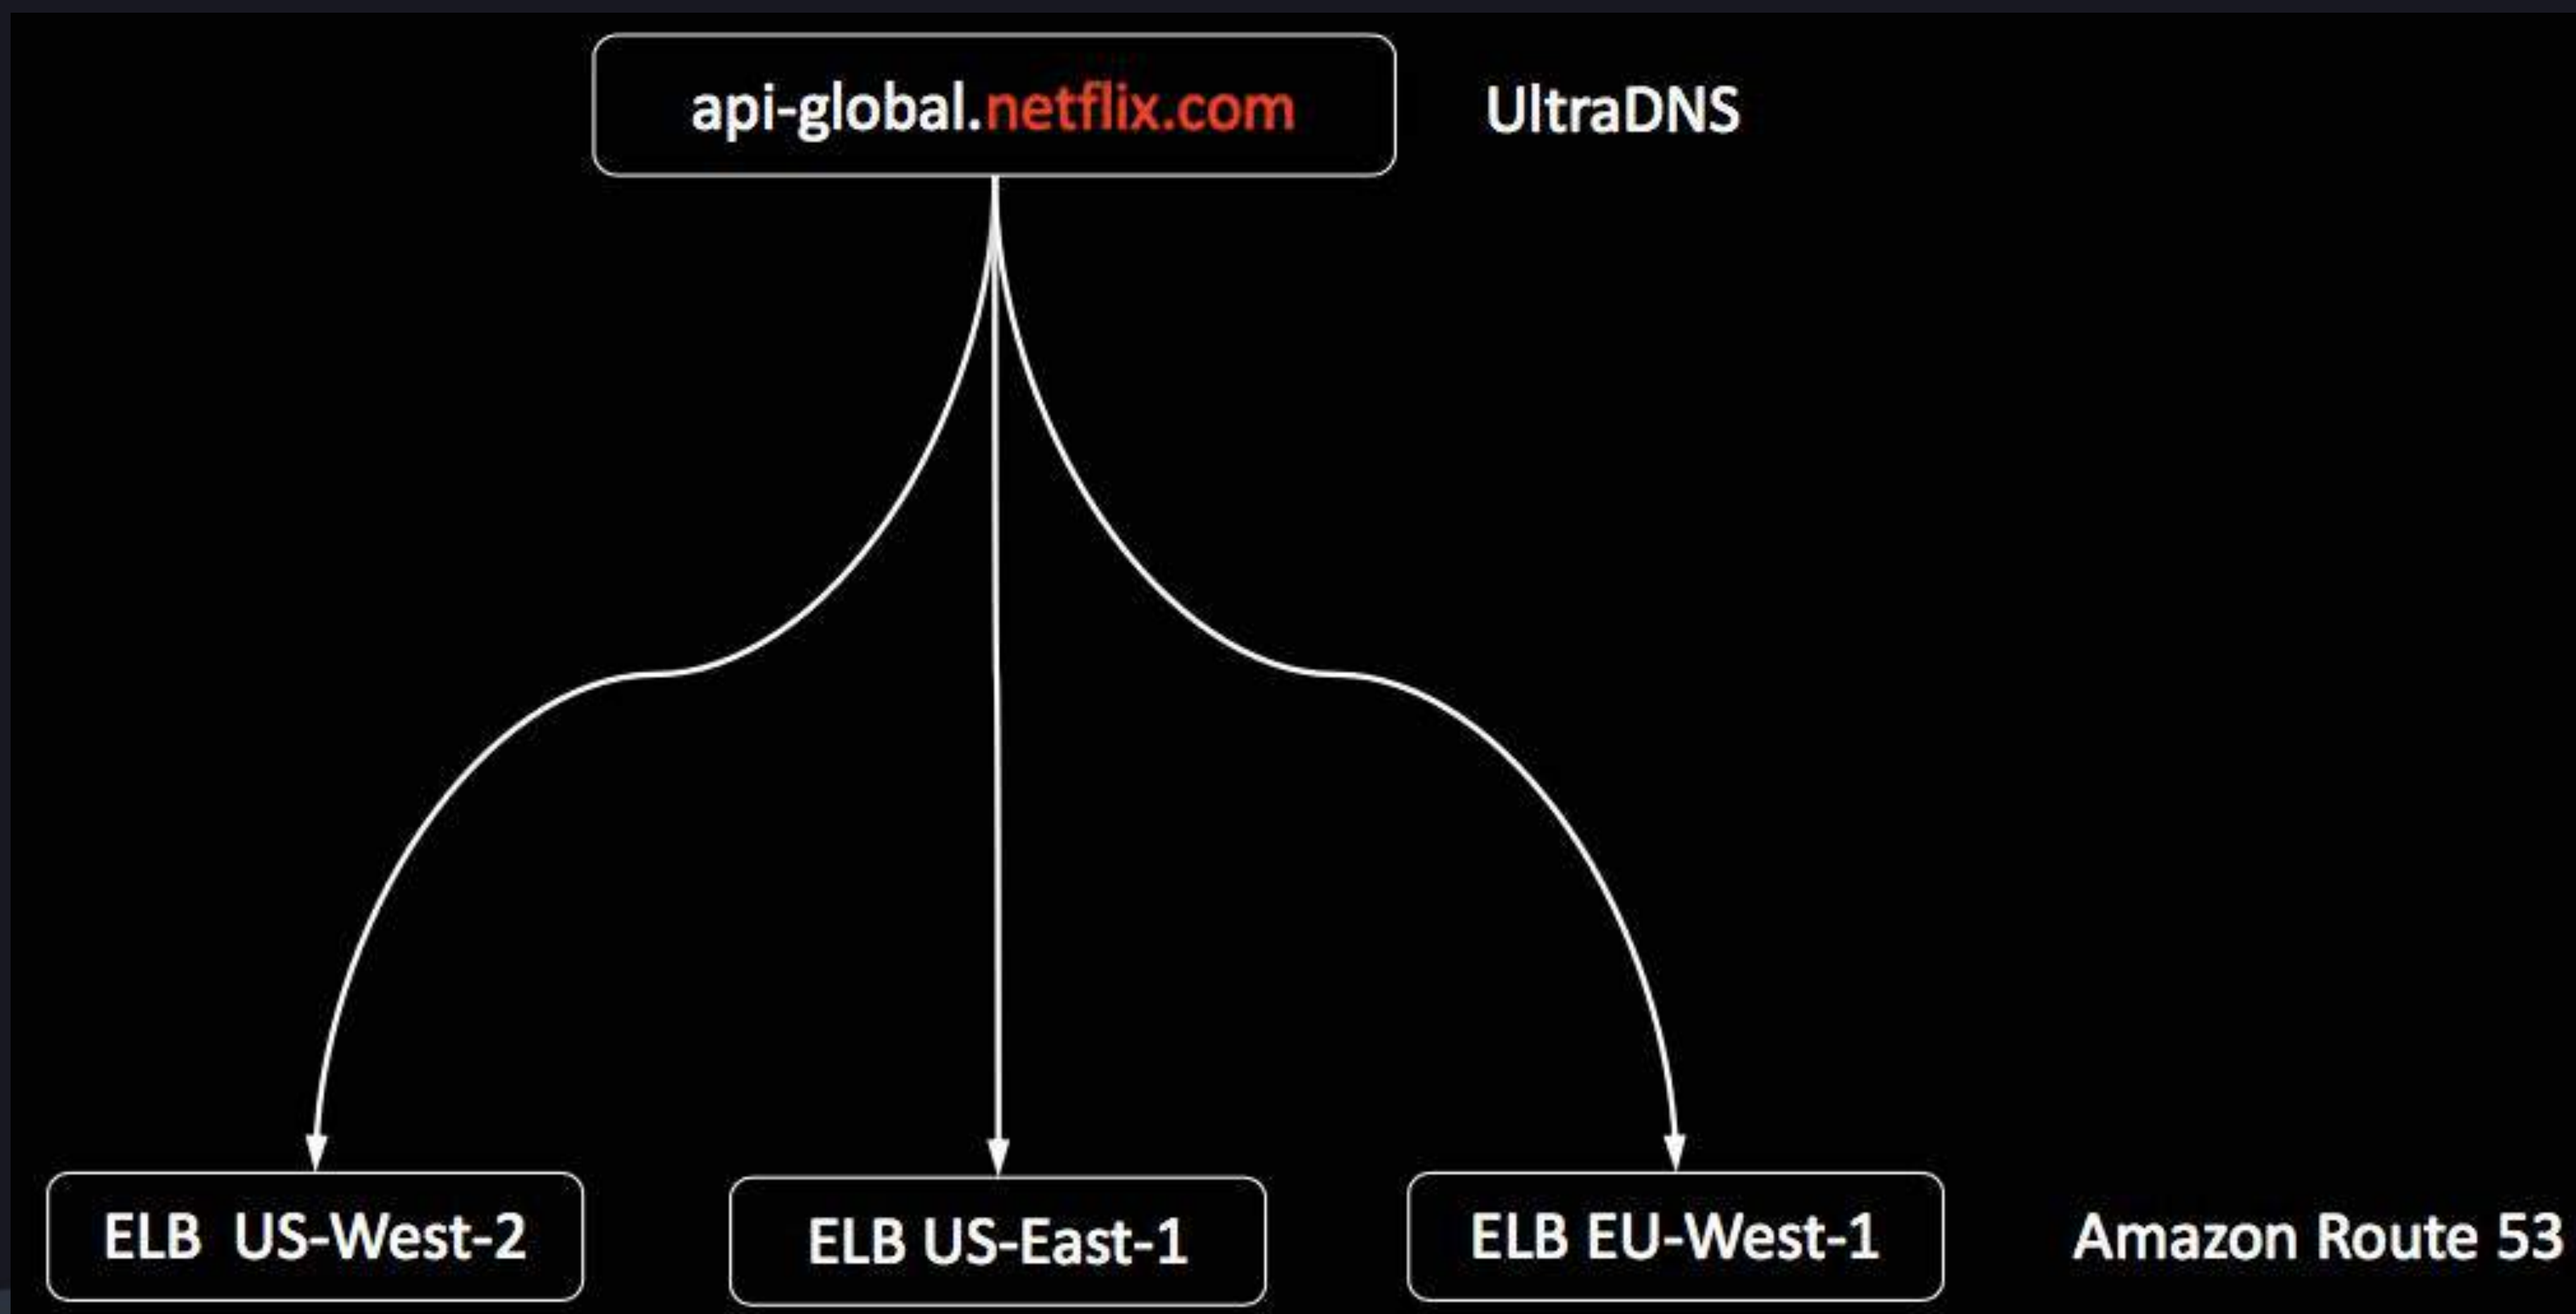 api-global.netflix.com
UltraDNS
ELB US-West-2
ELB US-East-1
ELB EU-West-1
Amazon Route 53